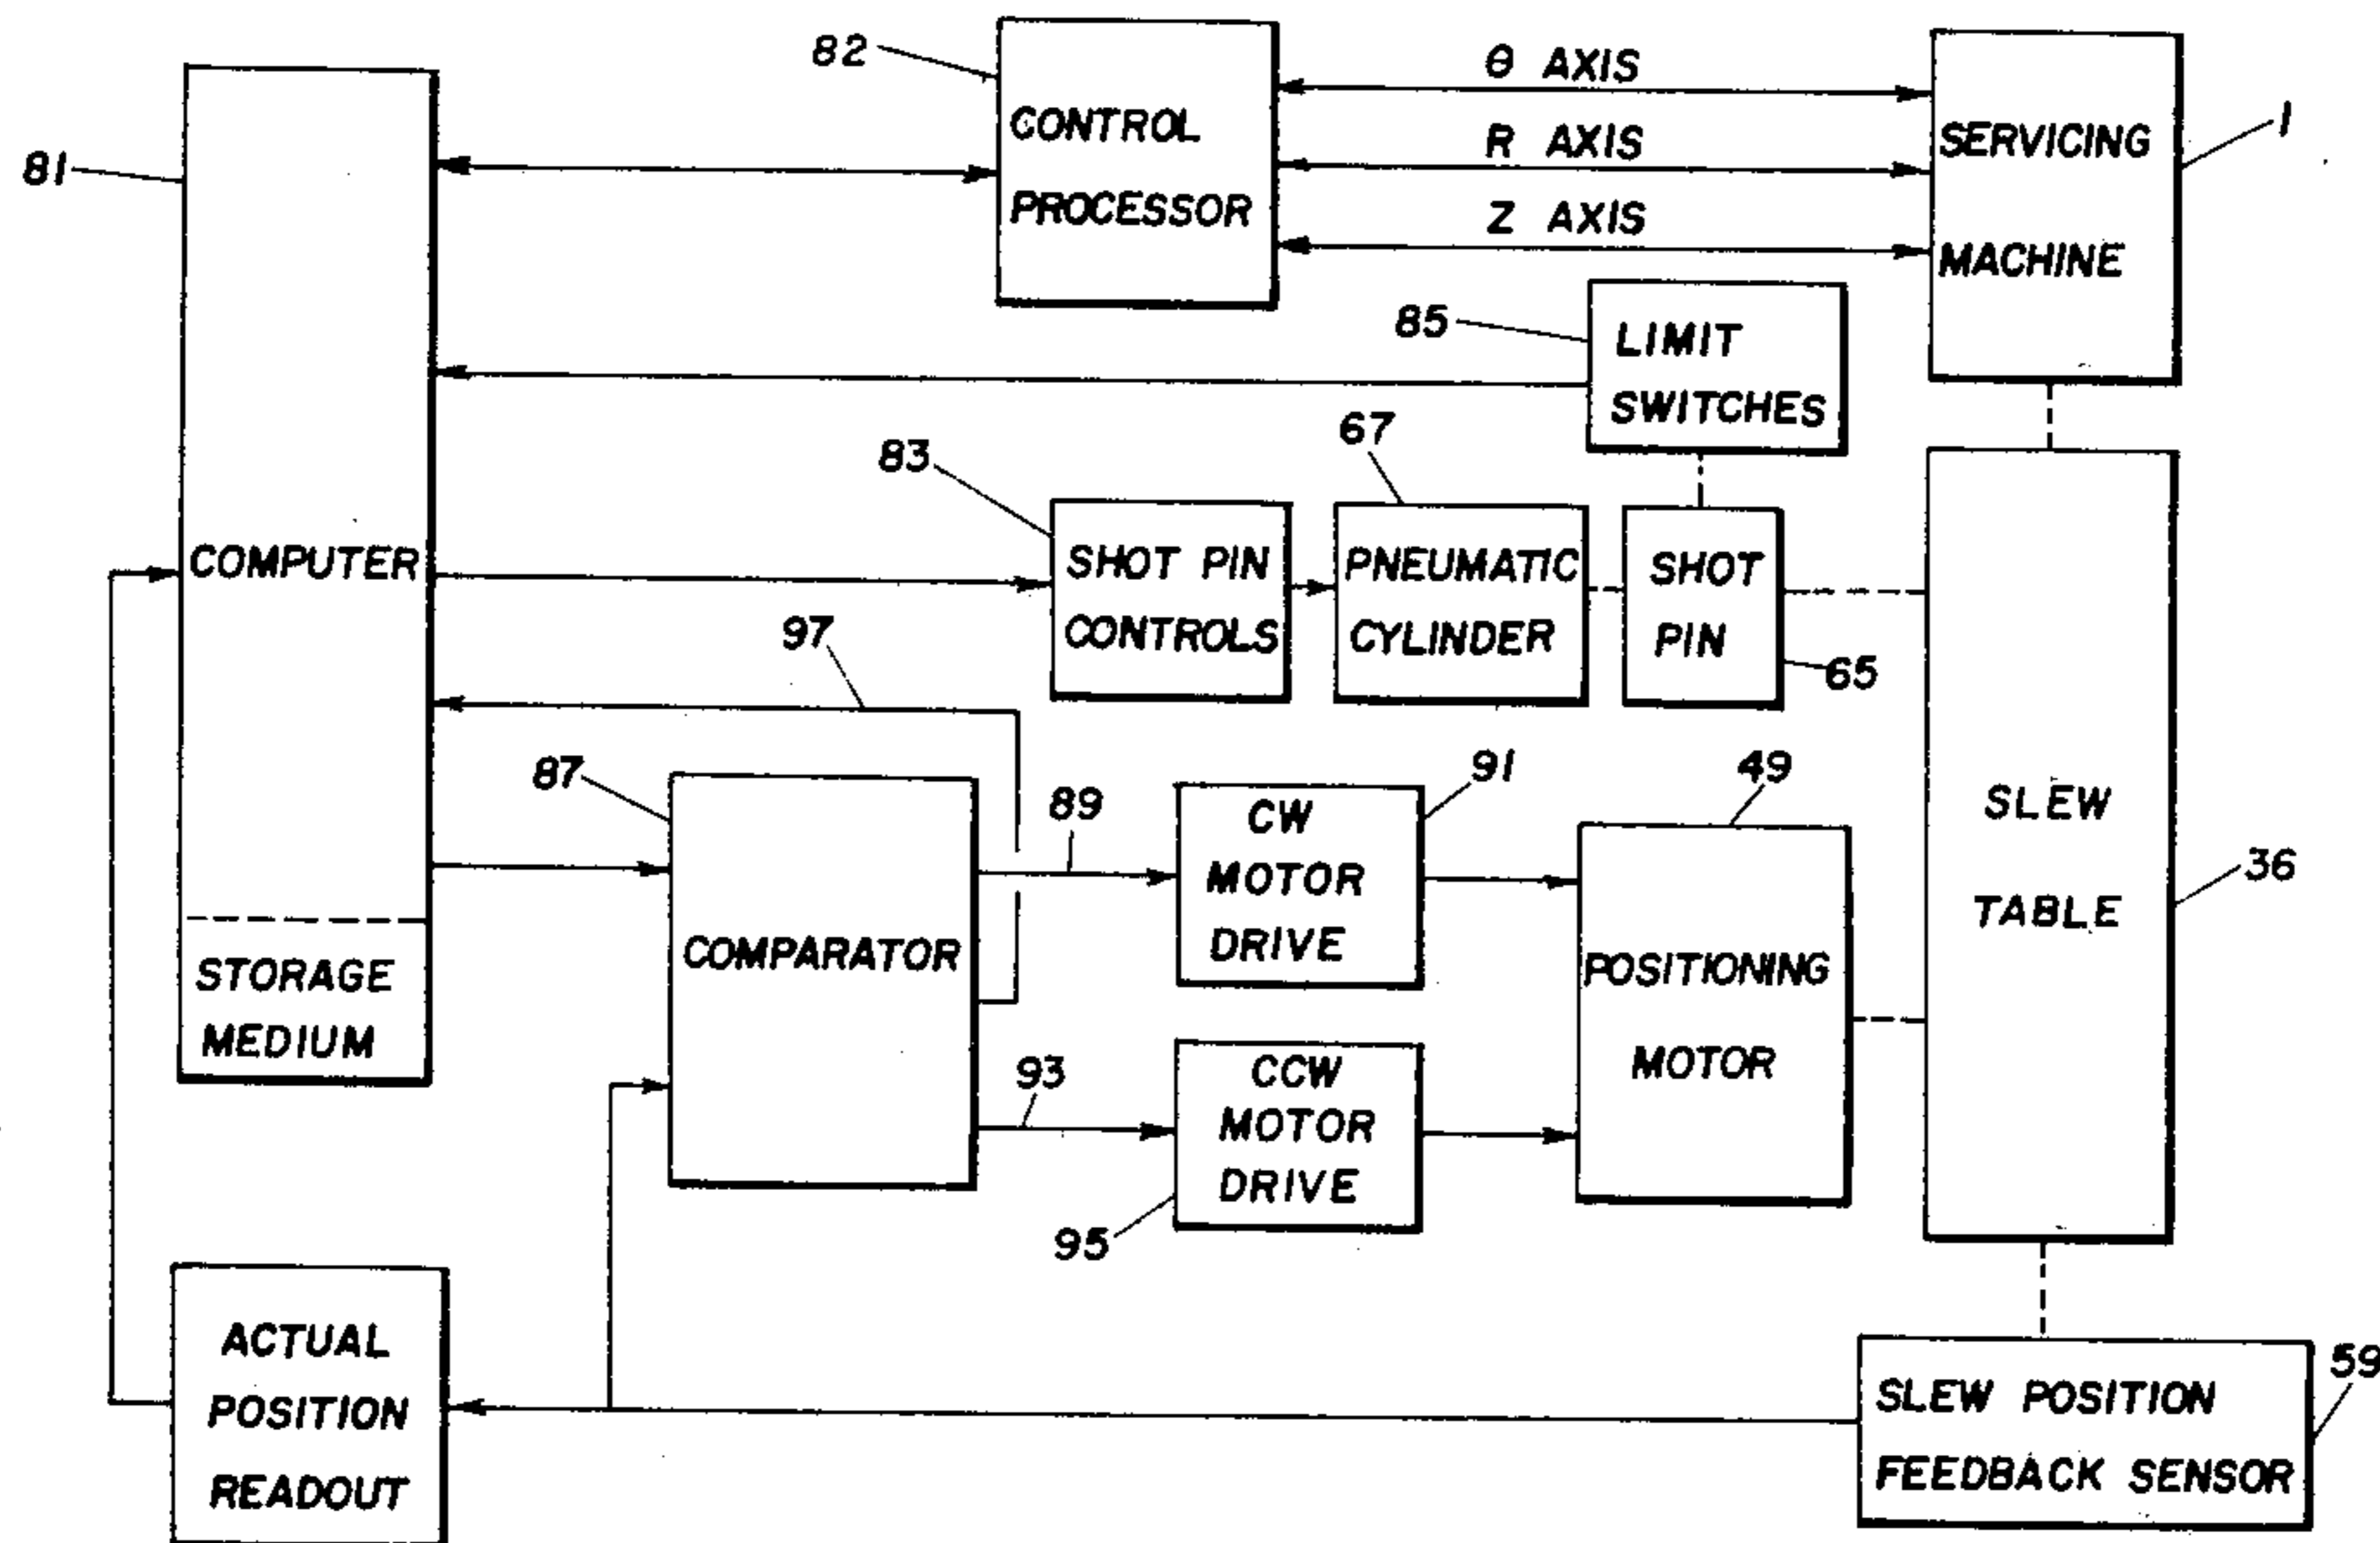 82
θ AXIS
CONTROL
PROCESSOR
R AXIS
Z AXIS
SERVICING
MACHINE
1
81
85
LIMIT
SWITCHES
COMPUTER
83
SHOT PIN
CONTROLS
67
PNEUMATIC
CYLINDER
SHOT
PIN
65
97
87
COMPARATOR
89
91
CW
MOTOR
DRIVE
49
POSITIONING
MOTOR
SLEW
TABLE
36
STORAGE
MEDIUM
93
CCW
MOTOR
DRIVE
95
ACTUAL
POSITION
READOUT
SLEW POSITION
FEEDBACK SENSOR
59